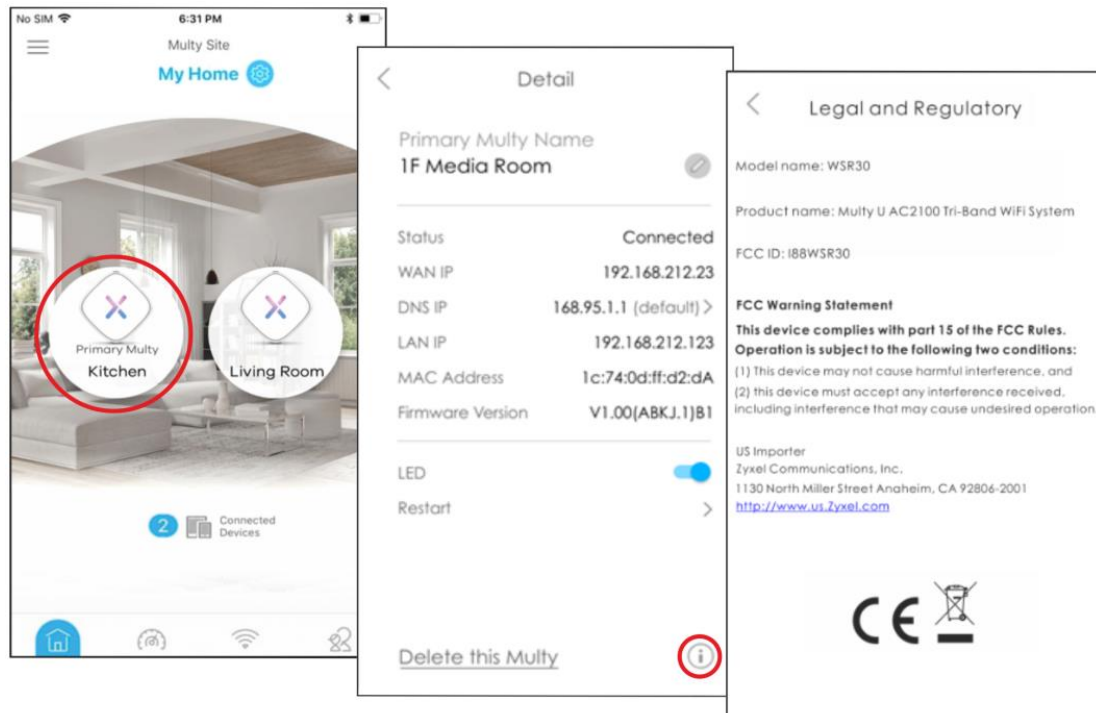 No SIM 6:31 PM
Multy Site
My Home
Primary Multy
Kitchen
Living Room
2 Connected
Devices
Detail
Primary Multy Name
1F Media Room
Status Connected
WAN IP 192.168.212.23
DNS IP 168.95.1.1 (default) >
LAN IP 192.168.212.123
MAC Address 1c:74:0d:ff:d2:dA
Firmware Version V1.00(ABKJ.1)B1
LED
Restart >
Delete this Multy i
Legal and Regulatory
Model name: WSR30
Product name: Multy U AC2100 Tri-Band WiFi System
FCC ID: I88WSR30
FCC Warning Statement
This device complies with part 15 of the FCC Rules.
Operation is subject to the following two conditions:
(1) This device may not cause harmful interference, and
(2) this device must accept any interference received,
including interference that may cause undesired operation
US Importer
Zyxel Communications, Inc.
1130 North Miller Street Anaheim, CA 92806-2001
http://www.us.Zyxel.com
CE